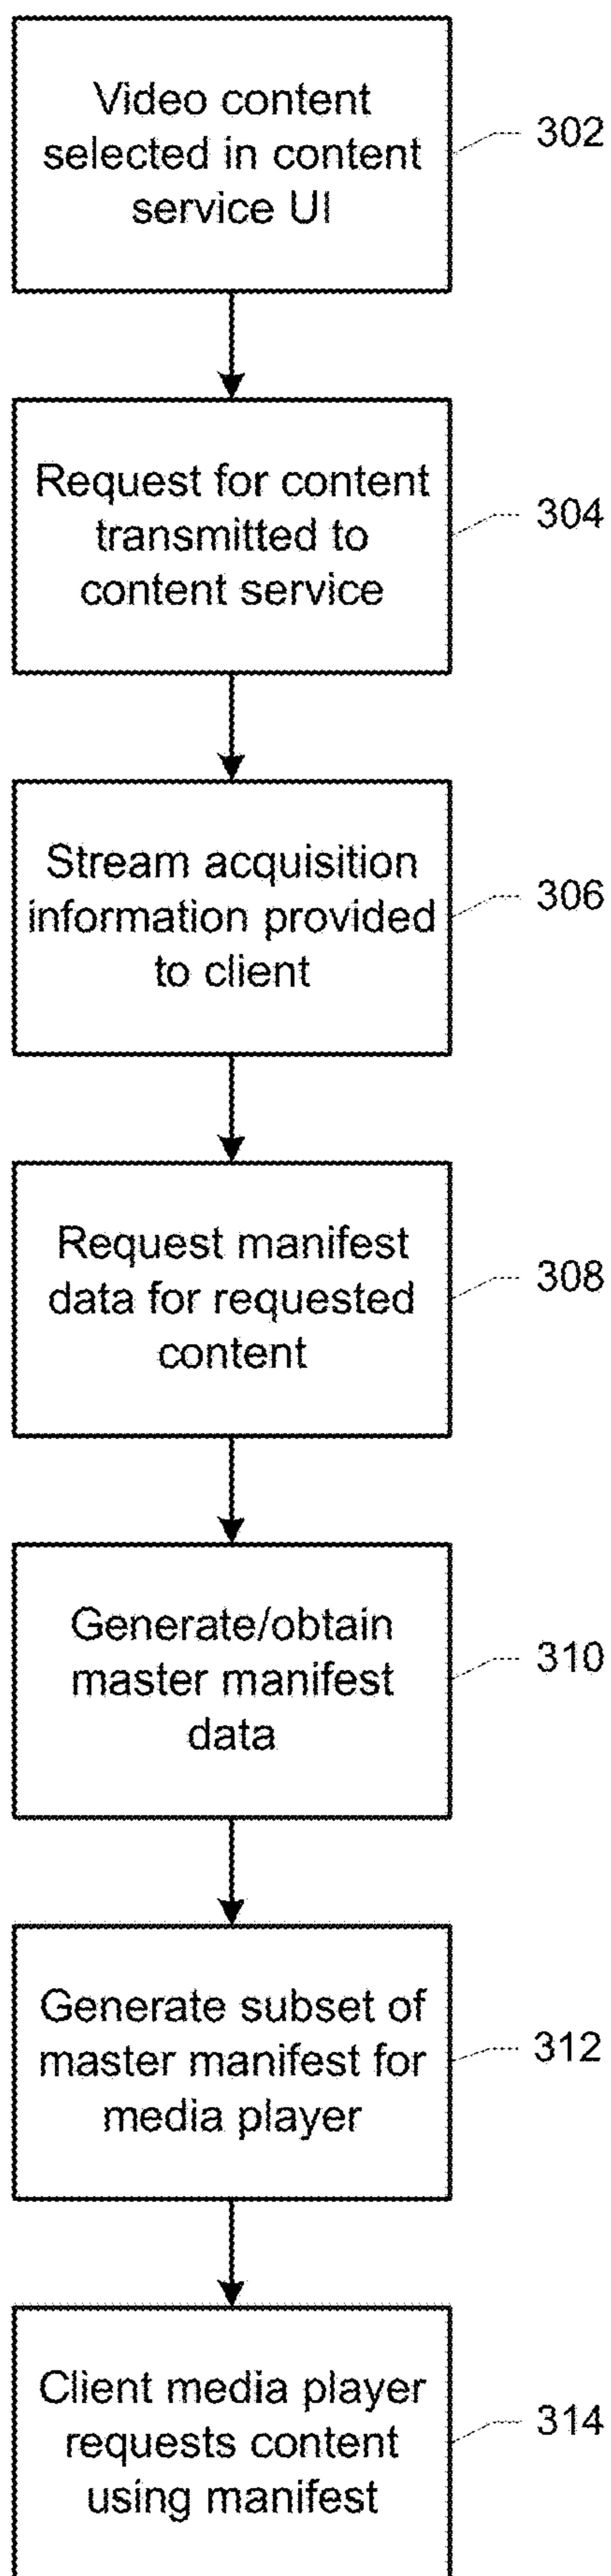 Video content
selected in content
service UI
302
Request for content
transmitted to
content service
304
Stream acquisition
information provided
to client
306
Request manifest
data for requested
content
308
Generate/obtain
master manifest
data
310
Generate subset of
master manifest for
media player
312
Client media player
requests content
using manifest
314